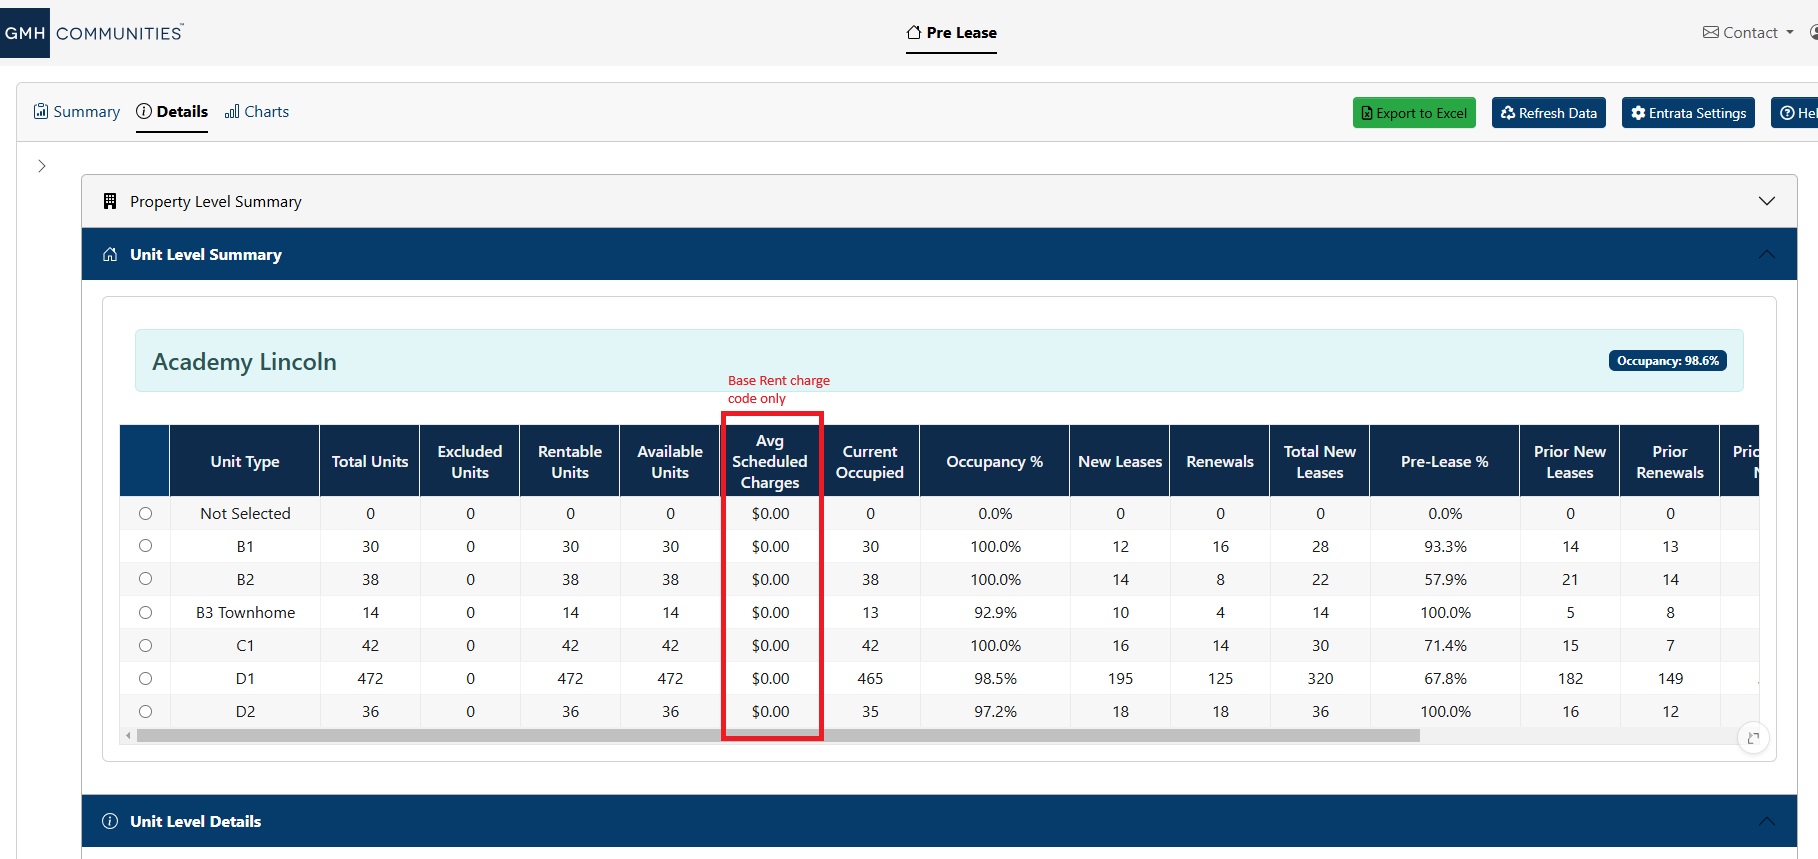 GMH COMMUNITIES™
Pre Lease
Contact
Summary
Details
Charts
Export to Excel
Refresh Data
Entrata Settings
Property Level Summary
Unit Level Summary
Academy Lincoln
Occupancy: 98.6%
Base Rent charge
code only
Unit Type Total Units Excluded Units Rentable Units Available Units Avg Scheduled Charges Current Occupied Occupancy % New Leases Renewals Total New Leases Pre-Lease % Prior New Leases Prior Renewals
Not Selected 0 0 0 0 $0.00 0 0.0% 0 0 0 0.0% 0 0
B1 30 0 30 30 $0.00 30 100.0% 12 16 28 93.3% 14 13
B2 38 0 38 38 $0.00 38 100.0% 14 8 22 57.9% 21 14
B3 Townhome 14 0 14 14 $0.00 13 92.9% 10 4 14 100.0% 5 8
C1 42 0 42 42 $0.00 42 100.0% 16 14 30 71.4% 15 7
D1 472 0 472 472 $0.00 465 98.5% 195 125 320 67.8% 182 149
D2 36 0 36 36 $0.00 35 97.2% 18 18 36 100.0% 16 12
Unit Level Details